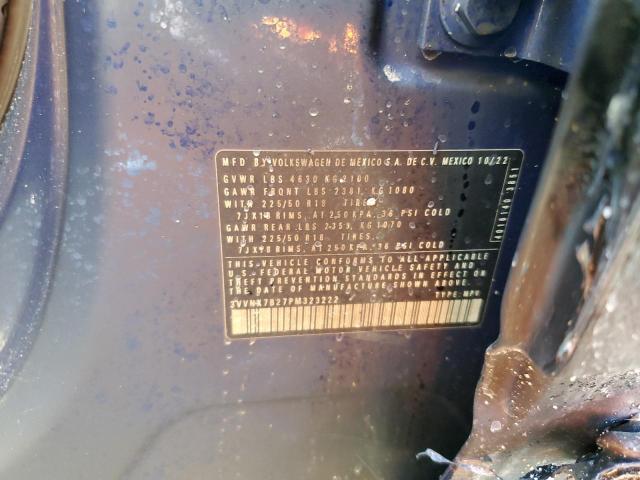 MFD BY VOLKSWAGEN DE MEXICO S.A. DE C.V. MEXICO 10/22
GVWR LBS 4630 KG 2100
GAWR FRONT LBS 2381 KG 1080
WITH 225/50 R18 TIRES
7JX18 RIMS, AT 250 KPA, 36 PSI COLD
GAWR REAR LBS 2359, KG 1070
WITH 225/50 R18 TIRES,
7JX18 RIMS, AT 250 KPA, 36 PSI COLD
THIS VEHICLE CONFORMS TO ALL APPLICABLE
U.S. FEDERAL MOTOR VEHICLE SAFETY AND
THEFT PREVENTION STANDARDS IN EFFECT ON
THE DATE OF MANUFACTURE SHOWN ABOVE
3VVNX7B27PM323222 TYPE: MPV